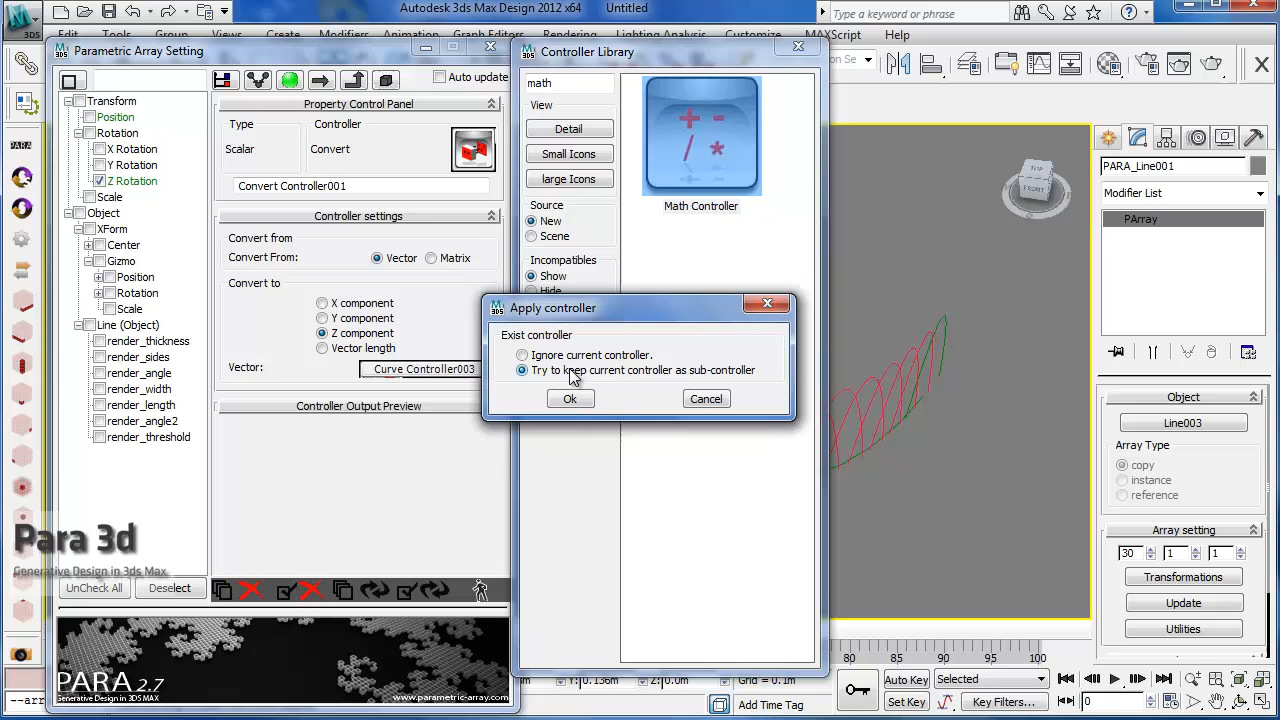 Autodesk 3ds Max Design 2012 x64 Untitled
Type a keyword or phrase
3DS
Edit Tools Group Views Create Modifiers Animation Graph Editors Rendering Lighting Analysis Customize MAXScript Help
Parametric Array Setting
Auto update
Transform
Position
Rotation
X Rotation
Y Rotation
Z Rotation
Scale
Object
XForm
Center
Gizmo
Position
Rotation
Scale
Line (Object)
render_thickness
render_sides
render_angle
render_width
render_length
render_angle2
render_threshold
UnCheck All
Deselect
Property Control Panel
Type
Controller
Scalar
Convert
Convert Controller001
Controller settings
Convert from
Convert From:
Vector
Matrix
Convert to
X component
Y component
Z component
Vector length
Vector:
Curve Controller003
Controller Output Preview
PARA 2.7
Generative Design in 3DS MAX
www.parametric-array.com
Para 3d
Generative Design in 3ds Max
PARA
Controller Library
math
View
Detail
Small Icons
large Icons
Source
New
Scene
Incompatibles
Show
Hide
Math Controller
Apply controller
Exist controller
Ignore current controller.
Try to keep current controller as sub-controller
Ok
Cancel
TOP
FRONT
PARA_Line001
Modifier List
PArray
Object
Line003
Array Type
copy
instance
reference
Array setting
30
1
1
Transformations
Update
Utilities
80 85 90 95 100
Y: 0.136m Z: 0.0m Grid = 0.1m
Add Time Tag
Auto Key
Selected
Set Key
Key Filters...
0